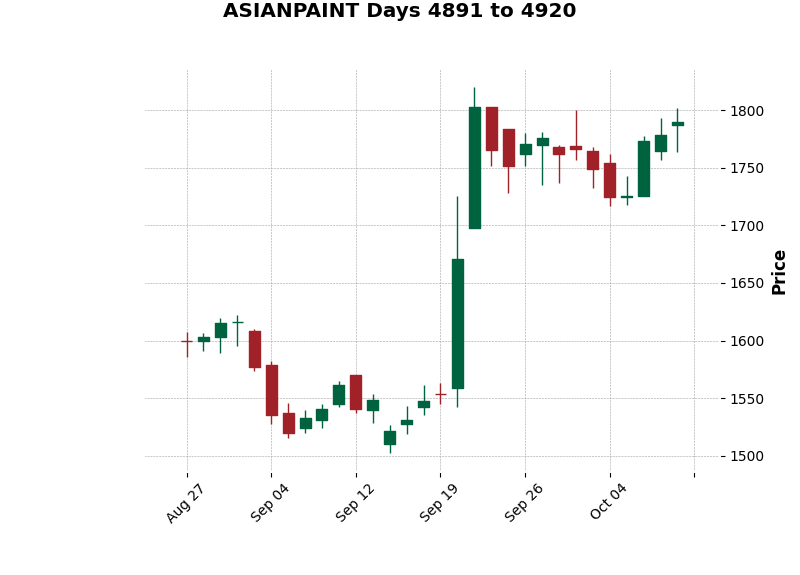 ASIANPAINT Days 4891 to 4920
1800
1750
1700
1650
1600
1550
1500
Price
Aug 27
Sep 04
Sep 12
Sep 19
Sep 26
Oct 04